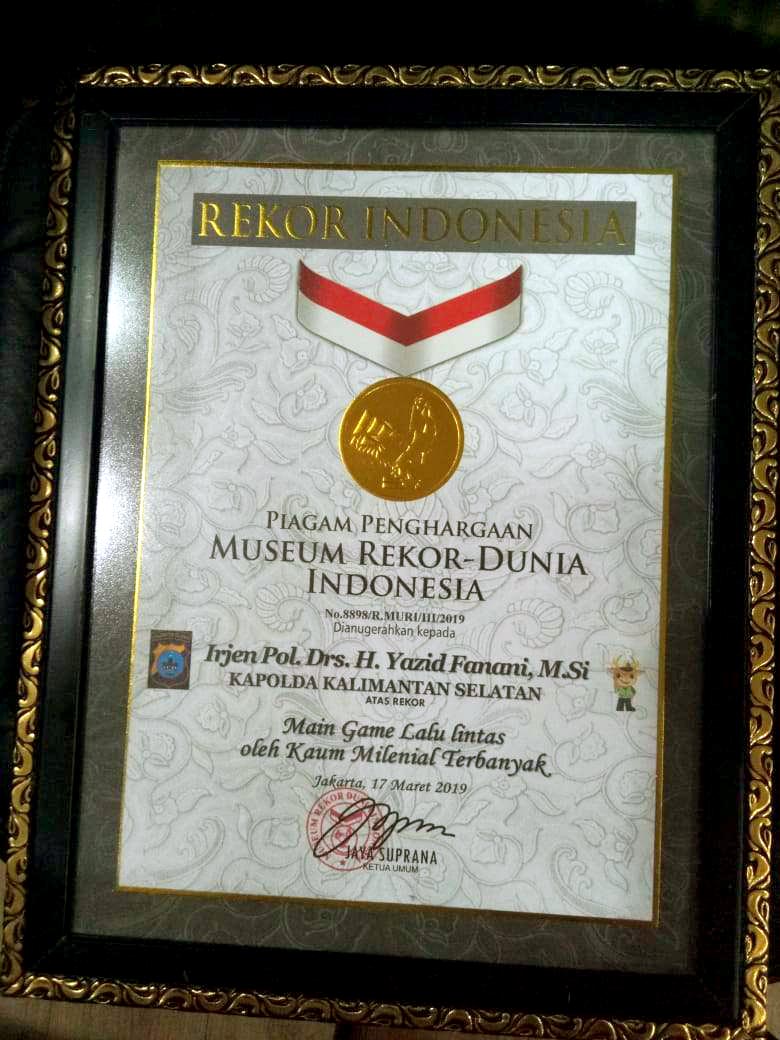 REKOR INDONESIA
PIAGAM PENGHARGAAN
MUSEUM REKOR-DUNIA
INDONESIA
No.8898/R.MURI/III/2019
Dianugerahkan kepada
Irjen Pol. Drs. H. Yazid Fanani, M.Si
KAPOLDA KALIMANTAN SELATAN
ATAS REKOR
Main Game Lalu lintas
oleh Kaum Milenial Terbanyak
Jakarta, 17 Maret 2019
JAYA SUPRANA
KETUA UMUM